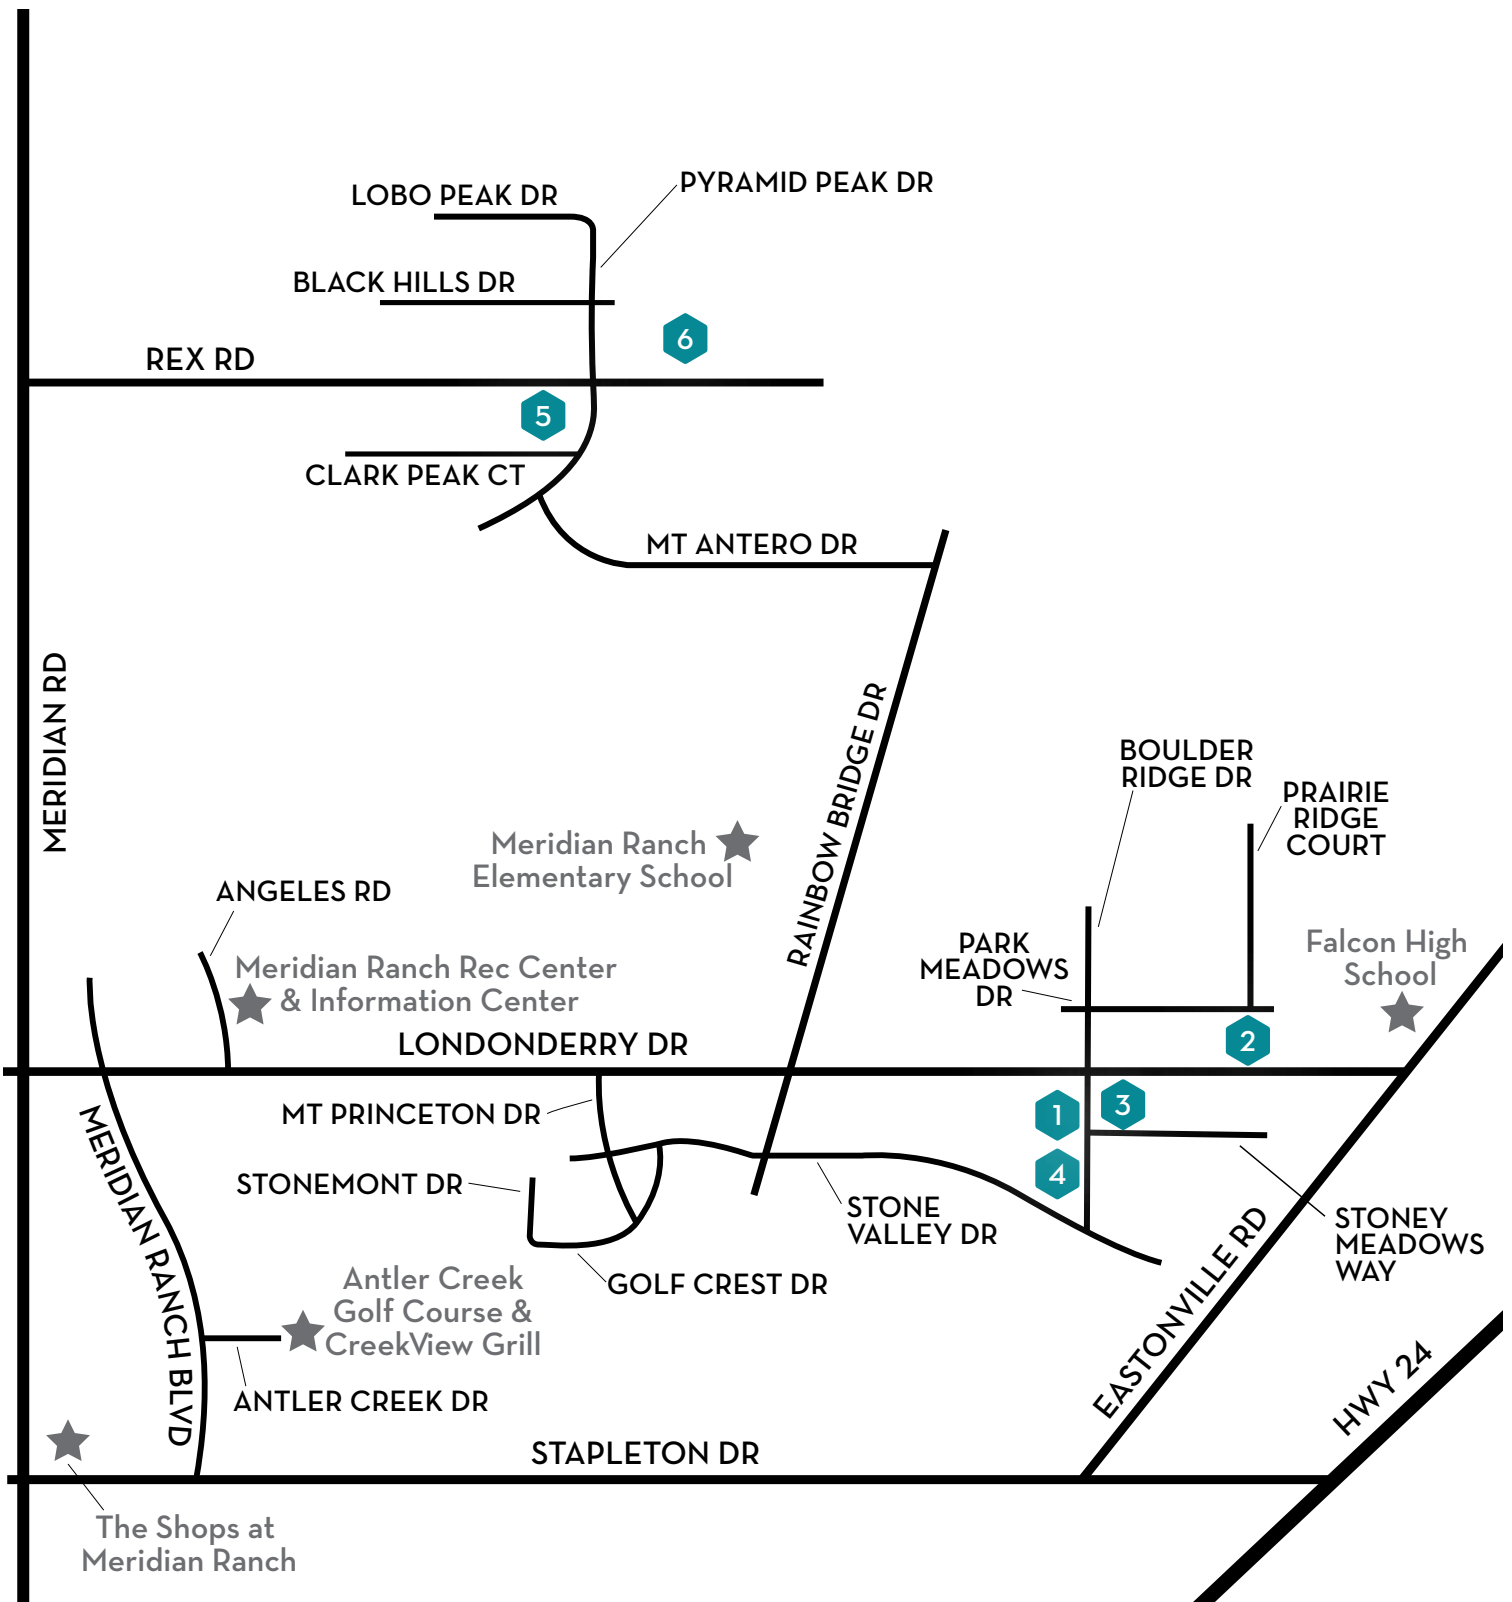 LOBO PEAK DR
PYRAMID PEAK DR
BLACK HILLS DR
6
REX RD
5
CLARK PEAK CT
MT ANTERO DR
MERIDIAN RD
RAINBOW BRIDGE DR
BOULDER
RIDGE DR
PRAIRIE
RIDGE
COURT
Meridian Ranch
Elementary School
ANGELES RD
PARK
MEADOWS
DR
Falcon High
School
Meridian Ranch Rec Center
& Information Center
2
LONDONDERRY DR
MT PRINCETON DR
1
3
4
STONEMONT DR
STONE
VALLEY DR
STONEY
MEADOWS
WAY
MERIDIAN RANCH BLVD
GOLF CREST DR
Antler Creek
Golf Course &
CreekView Grill
EASTONVILLE RD
HWY 24
ANTLER CREEK DR
STAPLETON DR
The Shops at
Meridian Ranch